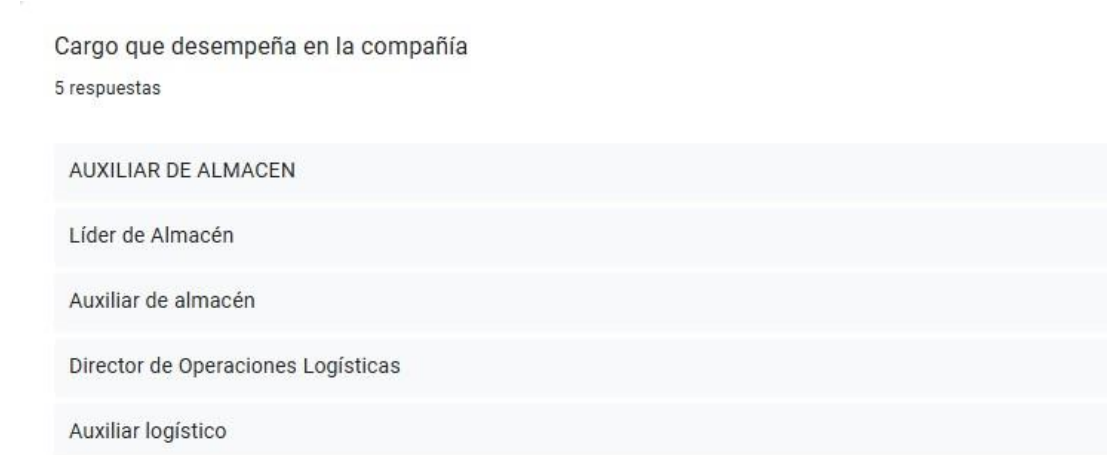 Cargo que desempeña en la compañía
5 respuestas
AUXILIAR DE ALMACEN
Líder de Almacén
Auxiliar de almacén
Director de Operaciones Logísticas
Auxiliar logístico